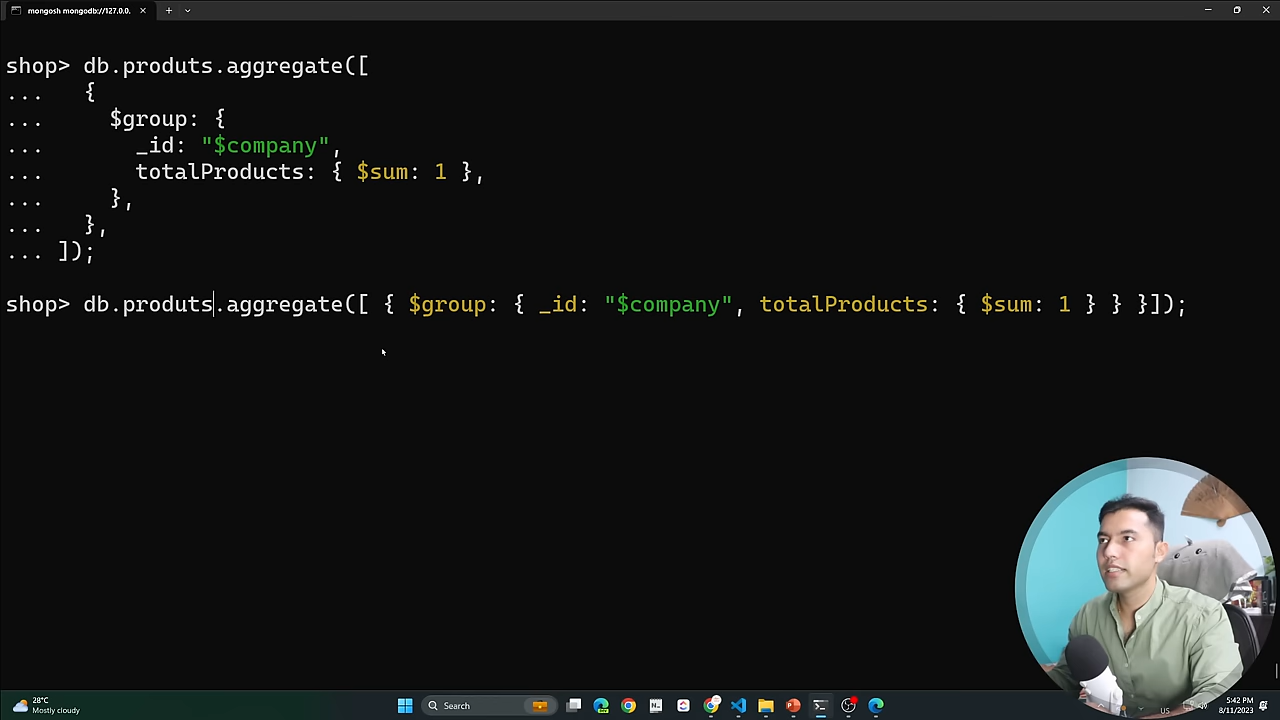 mongosh mongodb://127.0.0.
shop> db.produts.aggregate([
...   {
...     $group: {
...       _id: "$company",
...       totalProducts: { $sum: 1 },
...     },
...   },
... ]);
shop> db.produts.aggregate([ { $group: { _id: "$company", totalProducts: { $sum: 1 } } }]);
28°C
Mostly cloudy
Search
US
5:42 PM
8/11/2023